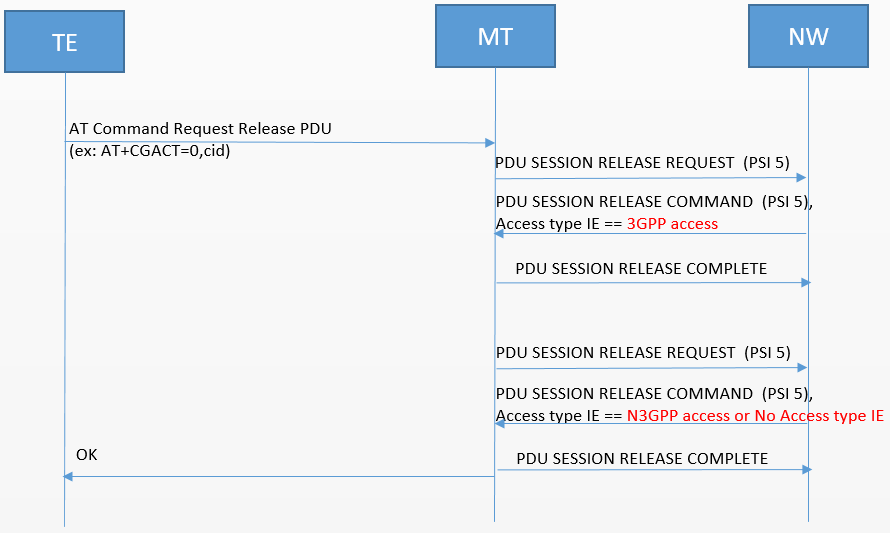 TE
MT
NW
AT Command Request Release PDU
(ex: AT+CGACT=0,cid)
PDU SESSION RELEASE REQUEST  (PSI 5)
PDU SESSION RELEASE COMMAND  (PSI 5),
Access type IE == 3GPP access
PDU SESSION RELEASE COMPLETE
PDU SESSION RELEASE REQUEST  (PSI 5)
PDU SESSION RELEASE COMMAND  (PSI 5),
Access type IE == N3GPP access or No Access type IE
OK
PDU SESSION RELEASE COMPLETE